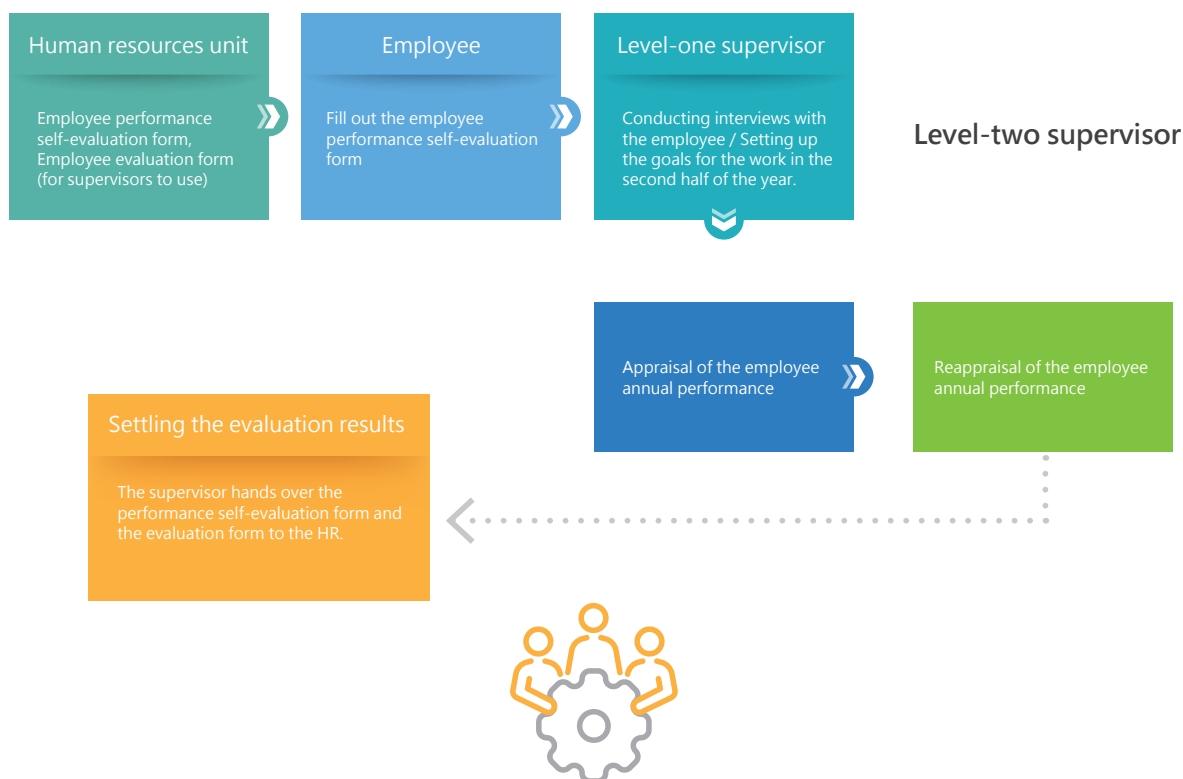 Human resources unit
Employee performance
self-evaluation form,
Employee evaluation form
(for supervisors to use)
Employee
Fill out the employee
performance self-evaluation
form
Level-one supervisor
Conducting interviews with
the employee / Setting up
the goals for the work in the
second half of the year.
Level-two supervisor
Appraisal of the employee
annual performance
Reappraisal of the employee
annual performance
Settling the evaluation results
The supervisor hands over the
performance self-evaluation form and
the evaluation form to the HR.